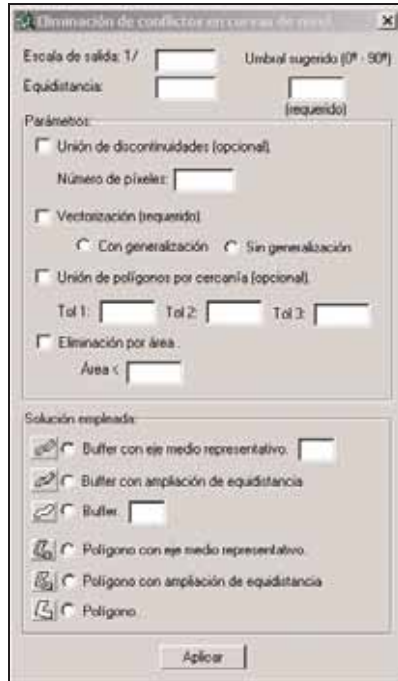 Eliminación de conflictos en curvas de nivel
Escala de salida: 1/
Umbral sugerido (0º - 90º)
Equidistancia:
(requerido)
Parámetros:
Unión de discontinuidades (opcional)
Número de píxeles:
Vectorización (requerido)
Con generalización Sin generalización
Unión de polígonos por cercanía (opcional)
Tol 1: Tol 2: Tol 3:
Eliminación por área.
Área <
Solución empleada:
Buffer con eje medio representativo.
Buffer con ampliación de equidistancia
Buffer.
Polígono con eje medio representativo.
Polígono con ampliación de equidistancia
Polígono
Aplicar